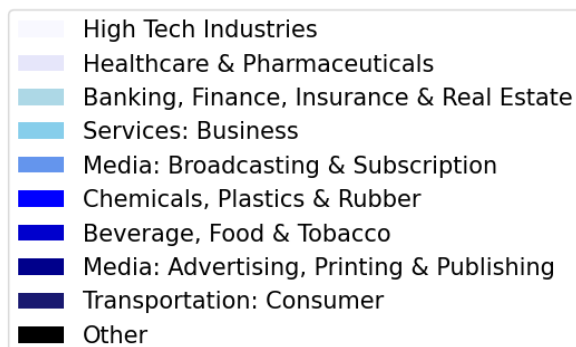 High Tech Industries
Healthcare & Pharmaceuticals
Banking, Finance, Insurance & Real Estate
Services: Business
Media: Broadcasting & Subscription
Chemicals, Plastics & Rubber
Beverage, Food & Tobacco
Media: Advertising, Printing & Publishing
Transportation: Consumer
Other